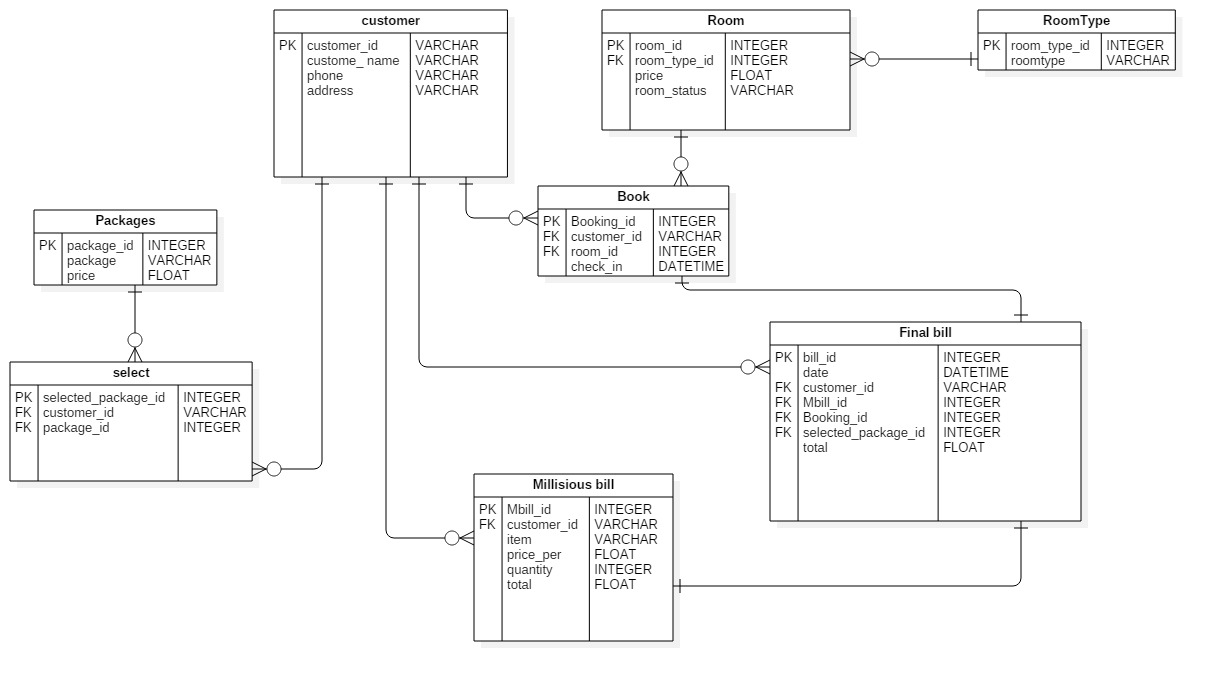 customer
PK customer_id VARCHAR
custome_ name VARCHAR
phone VARCHAR
address VARCHAR
Room
PK room_id INTEGER
FK room_type_id INTEGER
price FLOAT
room_status VARCHAR
RoomType
PK room_type_id INTEGER
roomtype VARCHAR
Packages
PK package_id INTEGER
package VARCHAR
price FLOAT
Book
PK Booking_id INTEGER
FK customer_id VARCHAR
FK room_id INTEGER
check_in DATETIME
select
PK selected_package_id INTEGER
FK customer_id VARCHAR
FK package_id INTEGER
Final bill
PK bill_id INTEGER
date DATETIME
FK customer_id VARCHAR
FK Mbill_id INTEGER
FK Booking_id INTEGER
FK selected_package_id INTEGER
total FLOAT
Millisious bill
PK Mbill_id INTEGER
FK customer_id VARCHAR
item VARCHAR
price_per FLOAT
quantity INTEGER
total FLOAT